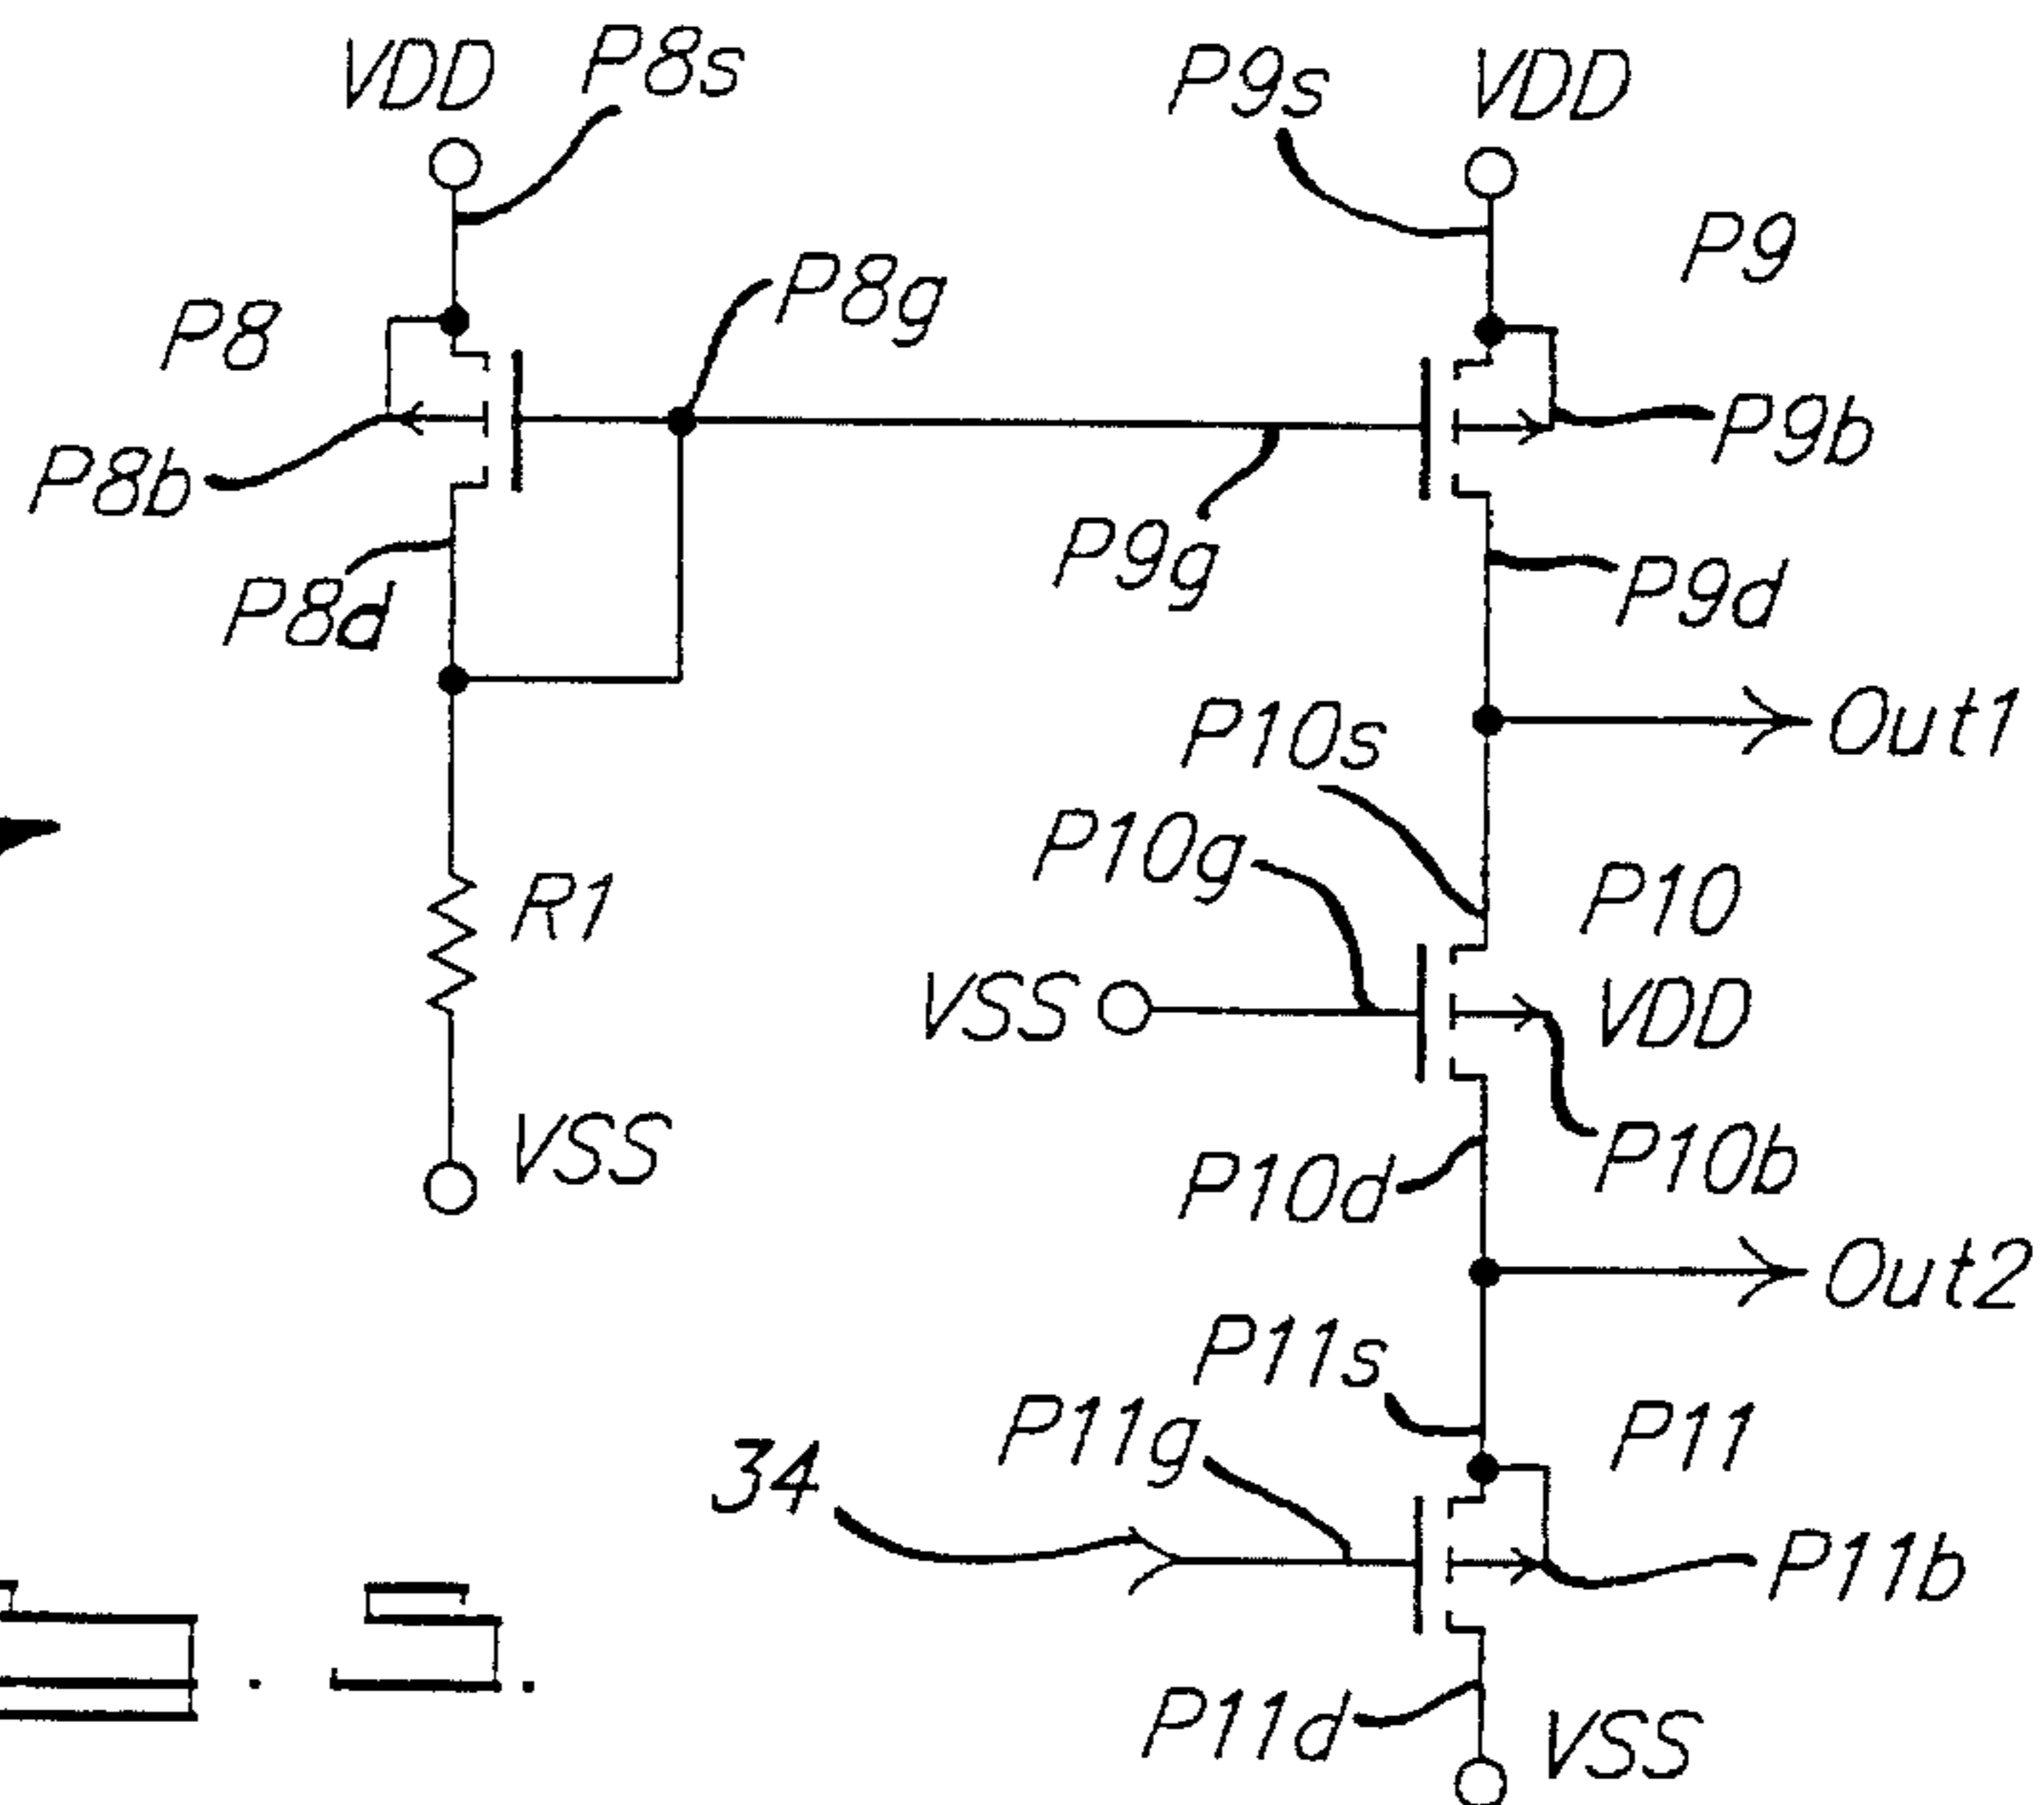 VDD
P8s
P9s
VDD
P9
P8g
P8
P9b
P8b
P9g
P9d
P8d
P10s
Out1
P10g
P10
R1
VSS
VDD
VSS
P10b
P10d
Out2
P11s
P11g
P11
34
P11b
. 5.
P11d
VSS